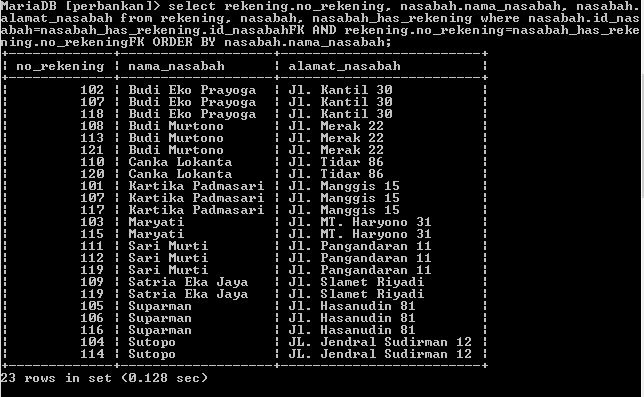 MariaDB [perbankan]> select rekening.no_rekening, nasabah.nama_nasabah, nasabah.
alamat_nasabah from rekening, nasabah, nasabah_has_rekening where nasabah.id_nas
abah=nasabah_has_rekening.id_nasabahFK AND rekening.no_rekening=nasabah_has_reke
ning.no_rekeningFK ORDER BY nasabah.nama_nasabah;
+-------------+-------------------+--------------------------+
| no_rekening | nama_nasabah      | alamat_nasabah           |
+-------------+-------------------+--------------------------+
|         102 | Budi Eko Prayoga  | Jl. Kantil 30            |
|         107 | Budi Eko Prayoga  | Jl. Kantil 30            |
|         118 | Budi Eko Prayoga  | Jl. Kantil 30            |
|         108 | Budi Murtono      | Jl. Merak 22             |
|         113 | Budi Murtono      | Jl. Merak 22             |
|         121 | Budi Murtono      | Jl. Merak 22             |
|         110 | Canka Lokanta     | Jl. Tidar 86             |
|         120 | Canka Lokanta     | Jl. Tidar 86             |
|         101 | Kartika Padmasari | Jl. Manggis 15           |
|         107 | Kartika Padmasari | Jl. Manggis 15           |
|         117 | Kartika Padmasari | Jl. Manggis 15           |
|         103 | Maryati           | Jl. MT. Haryono 31       |
|         115 | Maryati           | Jl. MT. Haryono 31       |
|         111 | Sari Murti        | Jl. Pangandaran 11       |
|         112 | Sari Murti        | Jl. Pangandaran 11       |
|         119 | Sari Murti        | Jl. Pangandaran 11       |
|         109 | Satria Eka Jaya   | Jl. Slamet Riyadi        |
|         119 | Satria Eka Jaya   | Jl. Slamet Riyadi        |
|         105 | Suparman          | Jl. Hasanudin 81         |
|         106 | Suparman          | Jl. Hasanudin 81         |
|         116 | Suparman          | Jl. Hasanudin 81         |
|         104 | Sutopo            | JL. Jendral Sudirman 12  |
|         114 | Sutopo            | JL. Jendral Sudirman 12  |
+-------------+-------------------+--------------------------+
23 rows in set (0.128 sec)